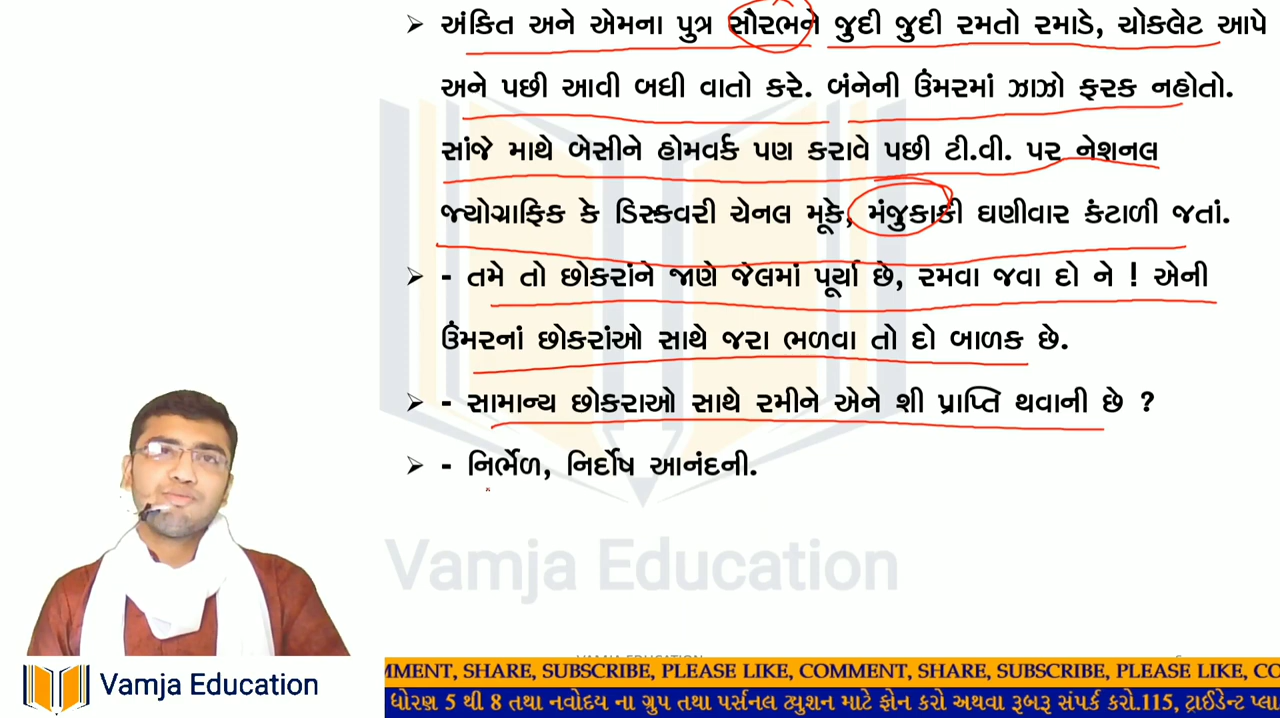 ➢ અંકિત અને એમના પુત્ર સૌરભને જુદી જુદી રમતો રમાડે, ચોકલેટ આપે
અને પછી આવી બધી વાતો કરે. બંનેની ઉંમરમાં ઝાઝો ફરક નહોતો.
સાંજે માથે બેસીને હોમવર્ક પણ કરાવે પછી ટી.વી. પર નેશનલ
જ્યોગ્રાફિક કે ડિસ્કવરી ચેનલ મૂકે, મંજુકાકી ઘણીવાર કંટાળી જતાં.
➢ - તમે તો છોકરાંને જાણે જેલમાં પૂર્યા છે, રમવા જવા દો ને ! એની
ઉંમરનાં છોકરાંઓ સાથે જરા ભળવા તો દો બાળક છે.
➢ - સામાન્ય છોકરાઓ સાથે રમીને એને શી પ્રાપ્તિ થવાની છે ?
➢ - નિર્ભેળ, નિર્દોષ આનંદની.
Vamja Education
Vamja Education
MMENT, SHARE, SUBSCRIBE, PLEASE LIKE, COMMENT, SHARE, SUBSCRIBE, PLEASE LIKE, CO
ધોરણ 5 થી 8 તથા નવોદય ના ગ્રુપ તથા પર્સનલ ટ્યુશન માટે ફોન કરો અથવા રૂબરૂ સંપર્ક કરો.115, ટ્રાઈડેન્ટ પ્લા